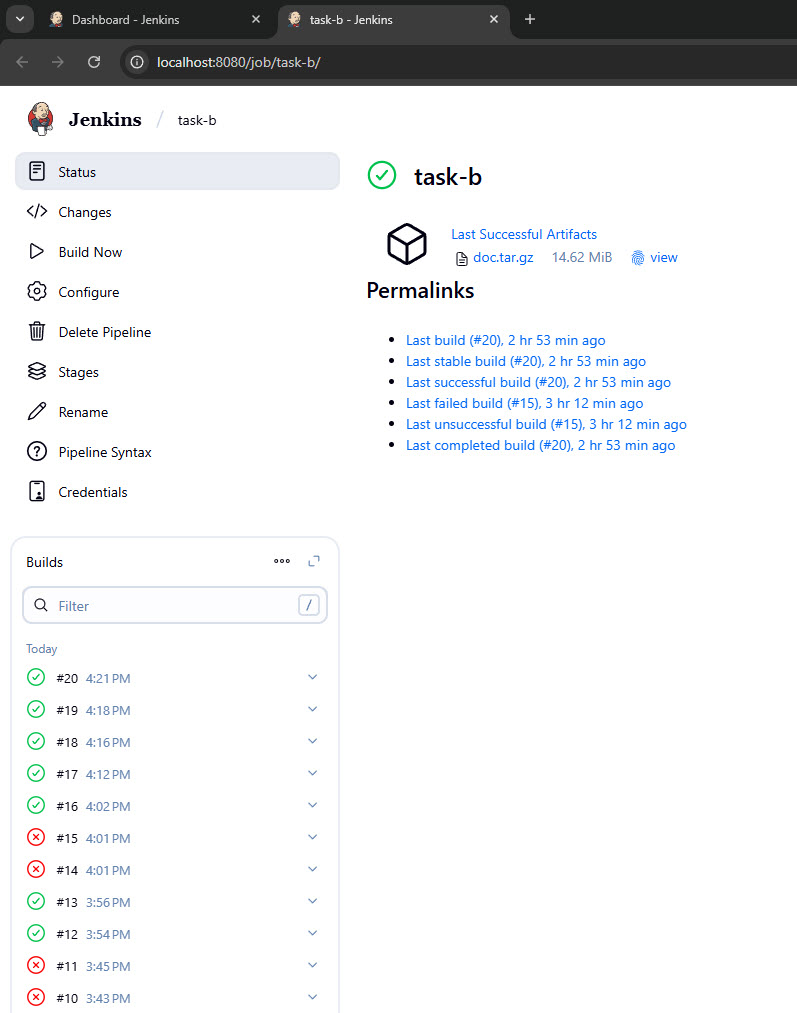 Dashboard - Jenkins
task-b - Jenkins
localhost:8080/job/task-b/
Jenkins / task-b
Status
Changes
Build Now
Configure
Delete Pipeline
Stages
Rename
Pipeline Syntax
Credentials
task-b
Last Successful Artifacts
doc.tar.gz 14.62 MiB view
Permalinks
Last build (#20), 2 hr 53 min ago
Last stable build (#20), 2 hr 53 min ago
Last successful build (#20), 2 hr 53 min ago
Last failed build (#15), 3 hr 12 min ago
Last unsuccessful build (#15), 3 hr 12 min ago
Last completed build (#20), 2 hr 53 min ago
Builds
Filter /
Today
#20 4:21 PM
#19 4:18 PM
#18 4:16 PM
#17 4:12 PM
#16 4:02 PM
#15 4:01 PM
#14 4:01 PM
#13 3:56 PM
#12 3:54 PM
#11 3:45 PM
#10 3:43 PM